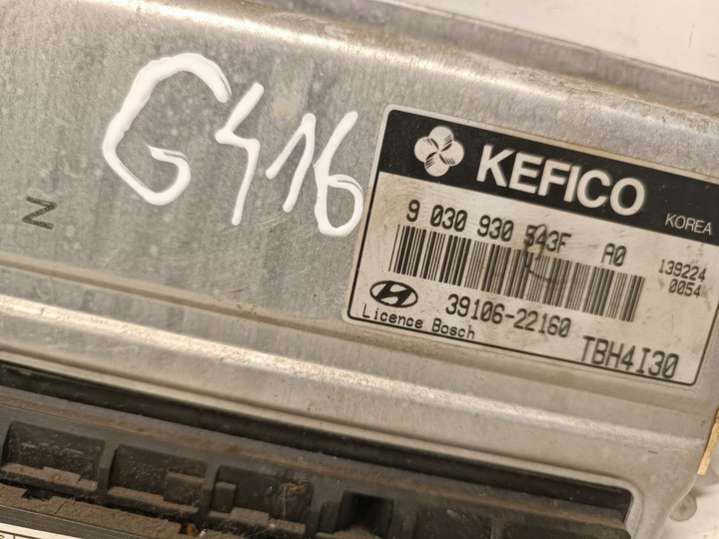 G416
N
KEFICO
KOREA
9 030 930 543F A0
139224
0054
39106-22160
Licence Bosch
TBH4I30